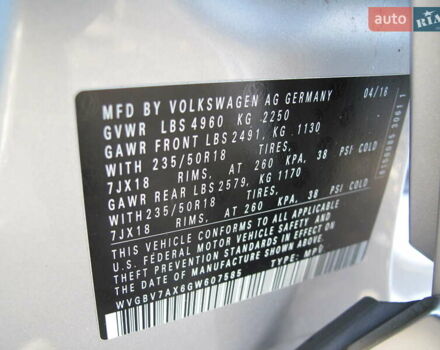 auto RIA
MFD BY VOLKSWAGEN AG GERMANY 04/16
GVWR LBS 4960 KG 2250
GAWR FRONT LBS 2491, KG 1130
WITH 235/50R18 TIRES,
7JX18 RIMS, AT 260 KPA, 38 PSI COLD
GAWR REAR LBS 2579, KG 1170
WITH 235/50R18 TIRES,
7JX18 RIMS, AT 260 KPA, 38 PSI COLD
THIS VEHICLE CONFORMS TO ALL APPLICABLE
U.S. FEDERAL MOTOR VEHICLE SAFETY AND
THEFT PREVENTION STANDARDS IN EFFECT ON
DATE OF MANUFACTURE SHOWN ABOVE.
WVGBV7AX6GW607585 TYPE: MPV